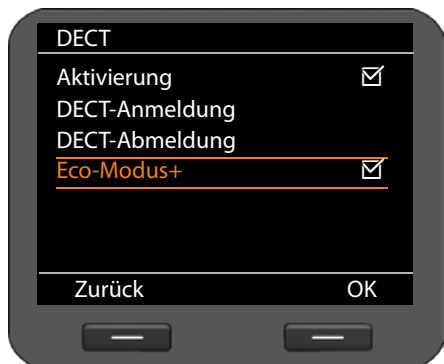 DECT
Aktivierung
DECT-Anmeldung
DECT-Abmeldung
Eco-Modus+
Zurück OK